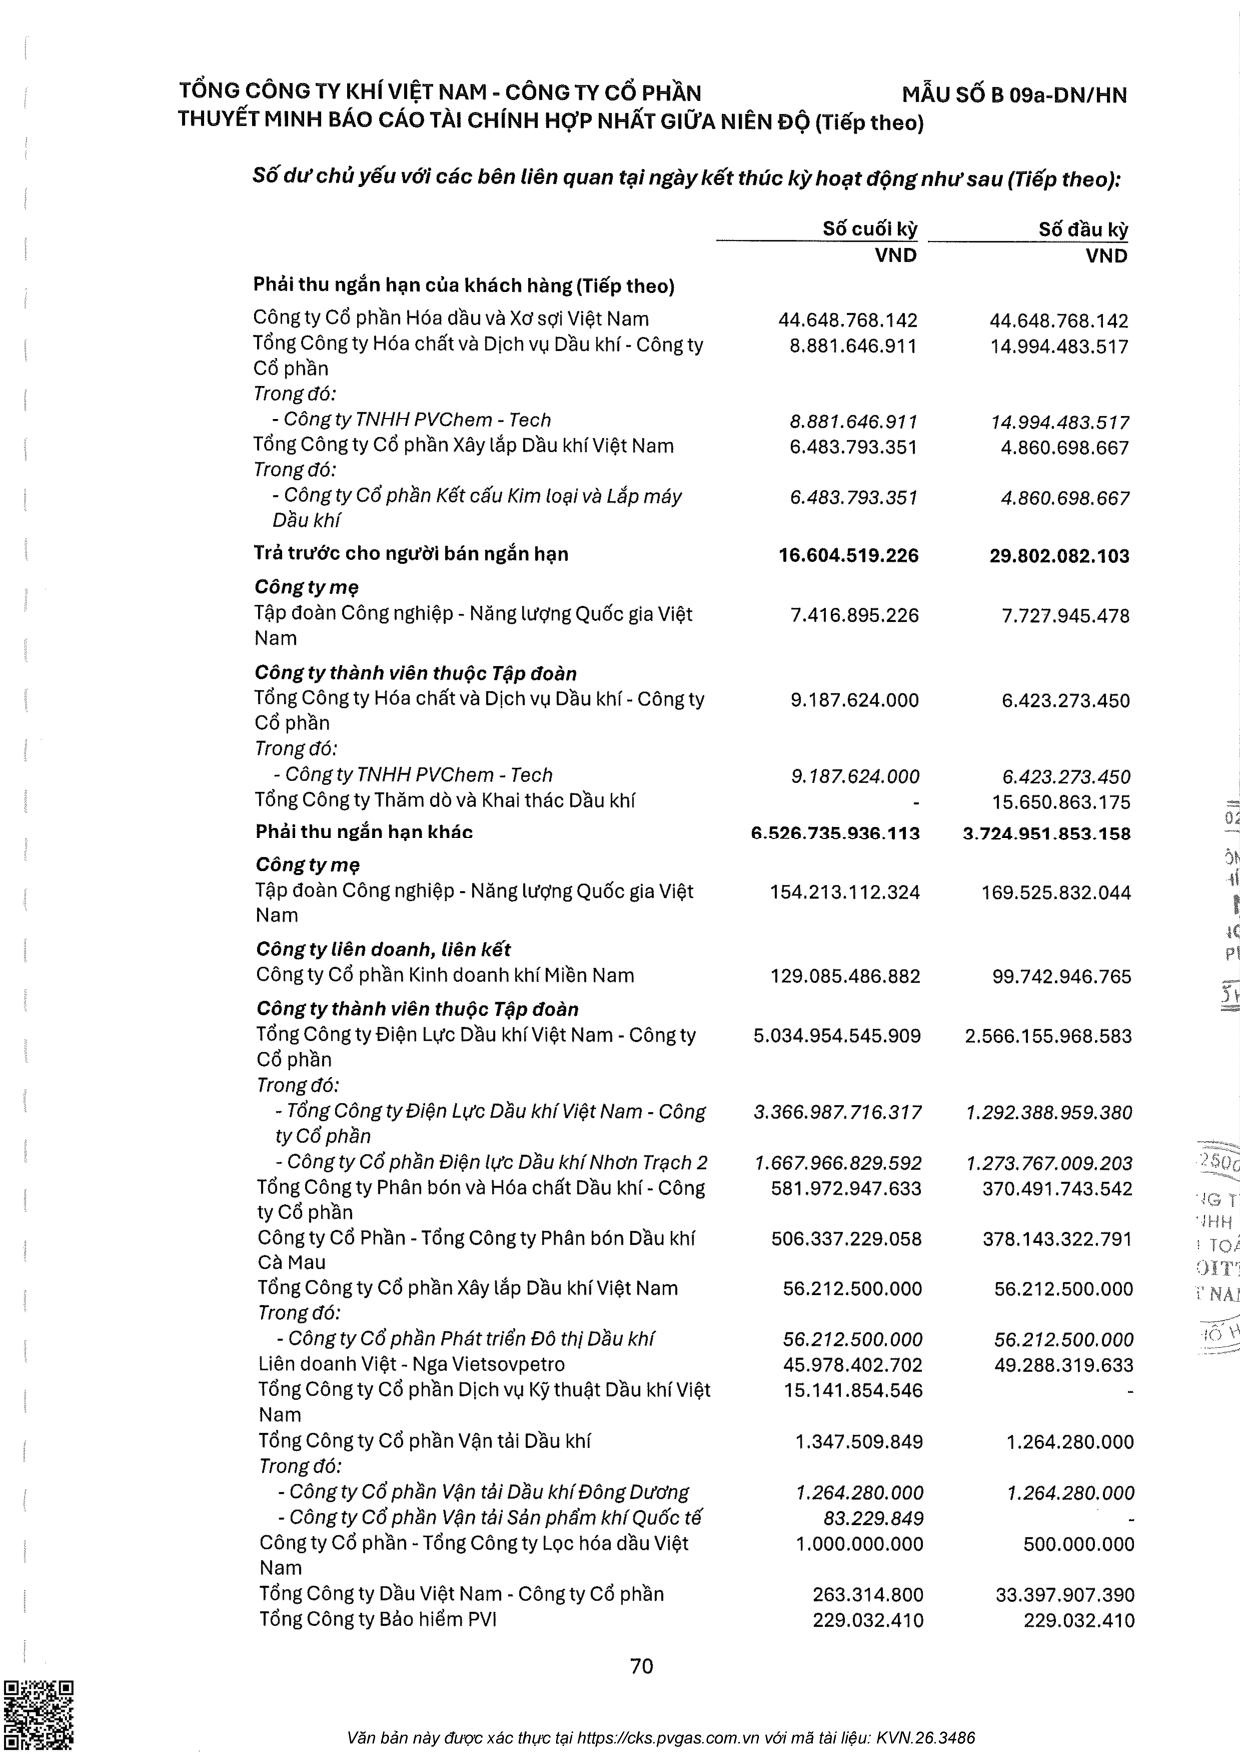 TỔNG CÔNG TY KHÍ VIỆT NAM - CÔNG TY CỔ PHẦN MẪU SỐ B 09a-DN/HN
THUYẾT MINH BÁO CÁO TÀI CHÍNH HỢP NHẤT GIỮA NIÊN ĐỘ (Tiếp theo)
Số dư chủ yếu với các bên liên quan tại ngày kết thúc kỳ hoạt động như sau (Tiếp theo):
Số cuối kỳ Số đầu kỳ
VND VND
Phải thu ngắn hạn của khách hàng (Tiếp theo)
Công ty Cổ phần Hóa dầu và Xơ sợi Việt Nam 44.648.768.142 44.648.768.142
Tổng Công ty Hóa chất và Dịch vụ Dầu khí - Công ty 8.881.646.911 14.994.483.517
Cổ phần
Trong đó:
- Công ty TNHH PVChem - Tech 8.881.646.911 14.994.483.517
Tổng Công ty Cổ phần Xây lắp Dầu khí Việt Nam 6.483.793.351 4.860.698.667
Trong đó:
- Công ty Cổ phần Kết cấu Kim loại và Lắp máy 6.483.793.351 4.860.698.667
Dầu khí
Trả trước cho người bán ngắn hạn 16.604.519.226 29.802.082.103
Công ty mẹ
Tập đoàn Công nghiệp - Năng lượng Quốc gia Việt 7.416.895.226 7.727.945.478
Nam
Công ty thành viên thuộc Tập đoàn
Tổng Công ty Hóa chất và Dịch vụ Dầu khí - Công ty 9.187.624.000 6.423.273.450
Cổ phần
Trong đó:
- Công ty TNHH PVChem - Tech 9.187.624.000 6.423.273.450
Tổng Công ty Thăm dò và Khai thác Dầu khí - 15.650.863.175
Phải thu ngắn hạn khác 6.526.735.936.113 3.724.951.853.158
Công ty mẹ
Tập đoàn Công nghiệp - Năng lượng Quốc gia Việt 154.213.112.324 169.525.832.044
Nam
Công ty liên doanh, liên kết
Công ty Cổ phần Kinh doanh khí Miền Nam 129.085.486.882 99.742.946.765
Công ty thành viên thuộc Tập đoàn
Tổng Công ty Điện Lực Dầu khí Việt Nam - Công ty 5.034.954.545.909 2.566.155.968.583
Cổ phần
Trong đó:
- Tổng Công ty Điện Lực Dầu khí Việt Nam - Công 3.366.987.716.317 1.292.388.959.380
ty Cổ phần
- Công ty Cổ phần Điện lực Dầu khí Nhơn Trạch 2 1.667.966.829.592 1.273.767.009.203
Tổng Công ty Phân bón và Hóa chất Dầu khí - Công 581.972.947.633 370.491.743.542
ty Cổ phần
Công ty Cổ Phần - Tổng Công ty Phân bón Dầu khí 506.337.229.058 378.143.322.791
Cà Mau
Tổng Công ty Cổ phần Xây lắp Dầu khí Việt Nam 56.212.500.000 56.212.500.000
Trong đó:
- Công ty Cổ phần Phát triển Đô thị Dầu khí 56.212.500.000 56.212.500.000
Liên doanh Việt - Nga Vietsovpetro 45.978.402.702 49.288.319.633
Tổng Công ty Cổ phần Dịch vụ Kỹ thuật Dầu khí Việt 15.141.854.546 -
Nam
Tổng Công ty Cổ phần Vận tải Dầu khí 1.347.509.849 1.264.280.000
Trong đó:
- Công ty Cổ phần Vận tải Dầu khí Đông Dương 1.264.280.000 1.264.280.000
- Công ty Cổ phần Vận tải Sản phẩm khí Quốc tế 83.229.849 -
Công ty Cổ phần - Tổng Công ty Lọc hóa dầu Việt 1.000.000.000 500.000.000
Nam
Tổng Công ty Dầu Việt Nam - Công ty Cổ phần 263.314.800 33.397.907.390
Tổng Công ty Bảo hiểm PVI 229.032.410 229.032.410
70
Văn bản này được xác thực tại https://cks.pvgas.com.vn với mã tài liệu: KVN.26.3486